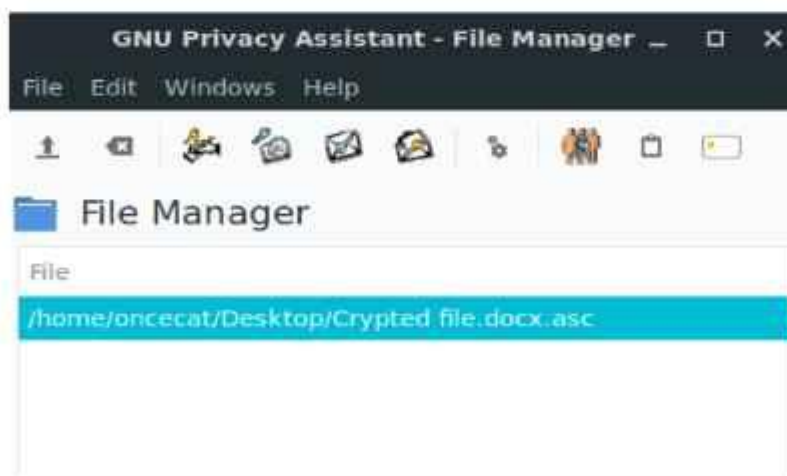 GNU Privacy Assistant - File Manager
File Edit Windows Help
File Manager
File
/home/oncecat/Desktop/Crypted file.docx.asc